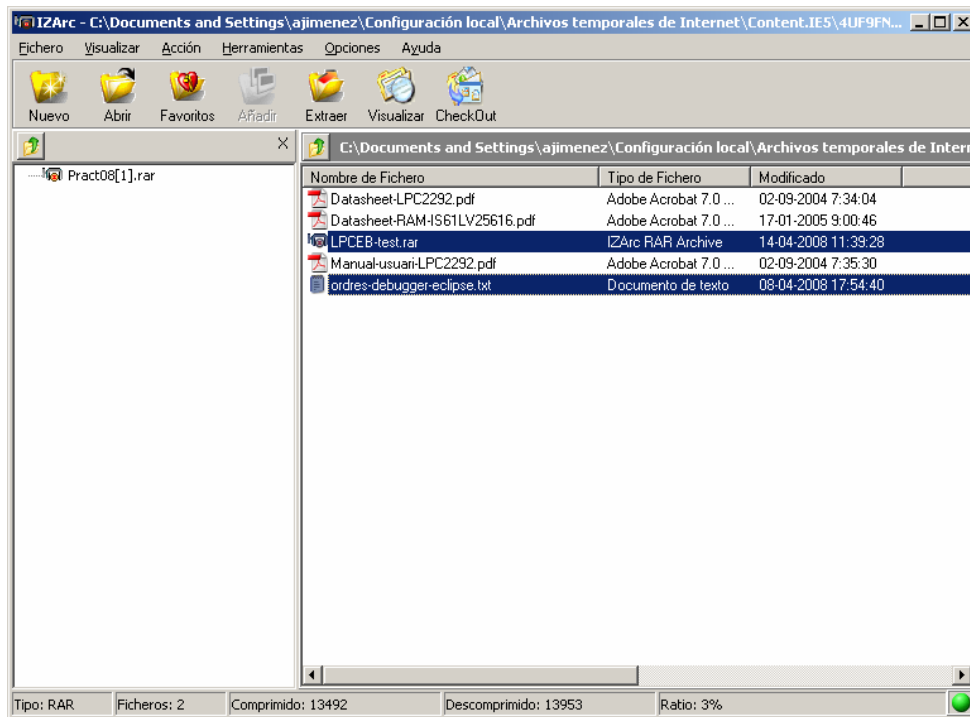 IZArc - C:\Documents and Settings\ajimenez\Configuración local\Archivos temporales de Internet\Content.IE5\4UF9FN...
Fichero Visualizar Acción Herramientas Opciones Ayuda
Nuevo Abrir Favoritos Añadir Extraer Visualizar CheckOut
C:\Documents and Settings\ajimenez\Configuración local\Archivos temporales de Inter
Pract08[1].rar
Nombre de Fichero Tipo de Fichero Modificado
Datasheet-LPC2292.pdf Adobe Acrobat 7.0 ... 02-09-2004 7:34:04
Datasheet-RAM-IS61LV25616.pdf Adobe Acrobat 7.0 ... 17-01-2005 9:00:46
LPCEB-test.rar IZArc RAR Archive 14-04-2008 11:39:28
Manual-usuari-LPC2292.pdf Adobe Acrobat 7.0 ... 02-09-2004 7:35:30
ordres-debugger-eclipse.txt Documento de texto 08-04-2008 17:54:40
Tipo: RAR Ficheros: 2 Comprimido: 13492 Descomprimido: 13953 Ratio: 3%